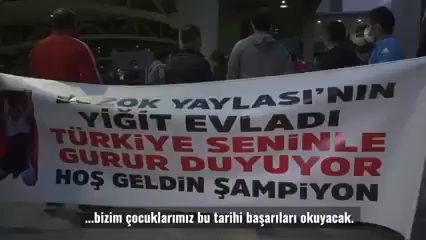 YAYLASI'NIN
YİĞİT EVLADI
TÜRKİYE SENİNLE
GURUR DUYUYOR
HOŞ GELDİN ŞAMPİYON
...bizim çocuklarımız bu tarihi başarıları okuyacak.